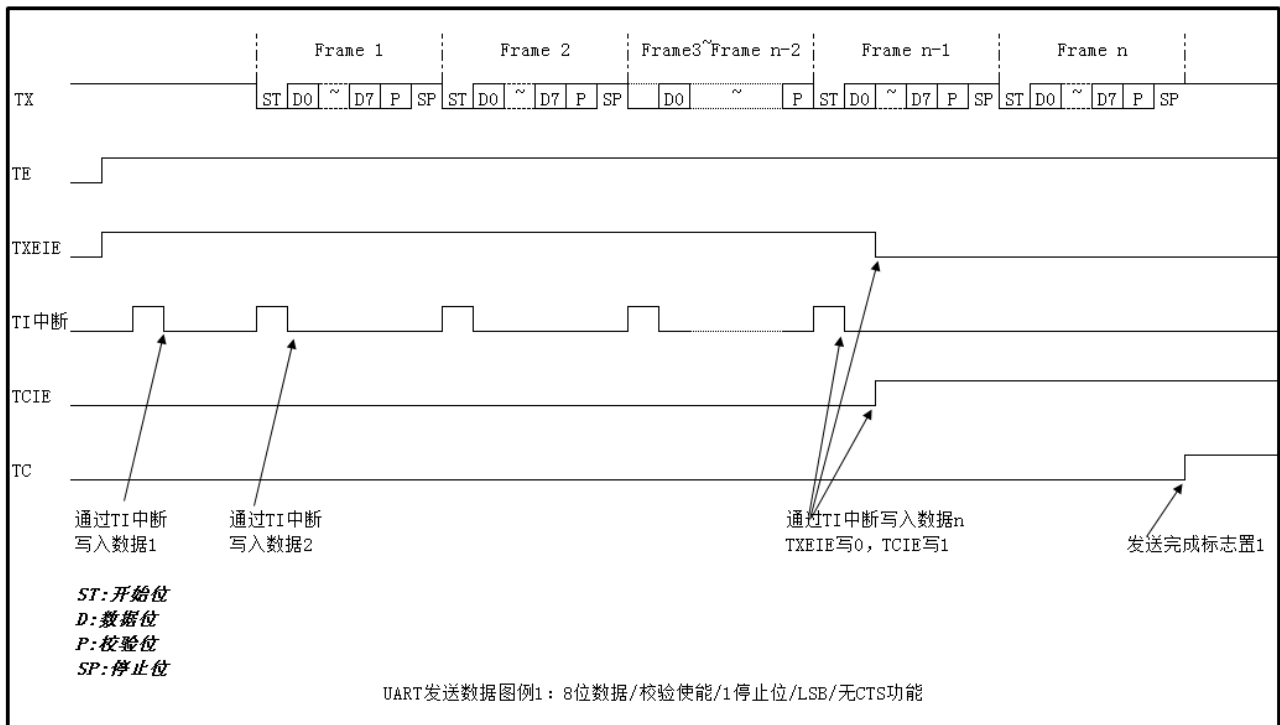 Frame 1 Frame 2 Frame3~Frame n-2 Frame n-1 Frame n
TX ST D0 ~ D7 P SP ST D0 ~ D7 P SP D0 ~ P ST D0 ~ D7 P SP ST D0 ~ D7 P SP
TE
TXEIE
TI中断
TCIE
TC
通过TI中断 通过TI中断 通过TI中断写入数据n
写入数据1 写入数据2 TXEIE写0，TCIE写1 发送完成标志置1
ST:开始位
D:数据位
P:校验位
SP:停止位
UART发送数据图例1：8位数据/校验使能/1停止位/LSB/无CTS功能